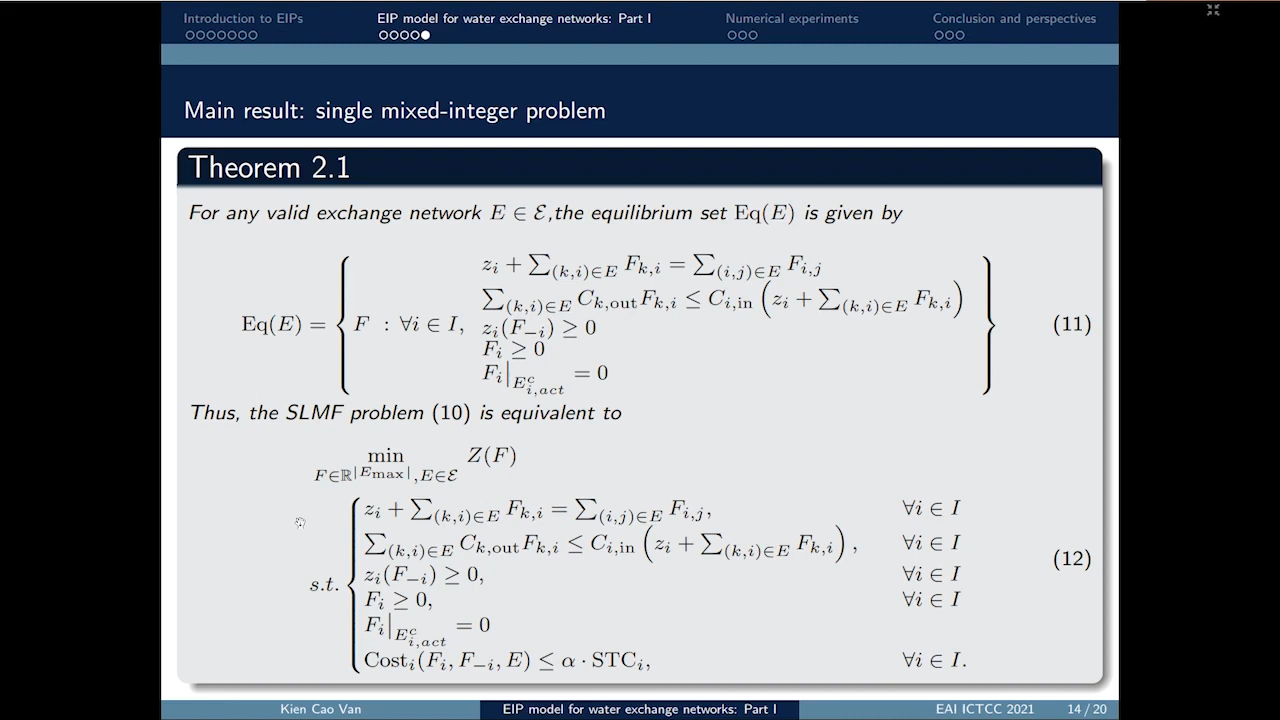 Introduction to EIPs EIP model for water exchange networks: Part I Numerical experiments Conclusion and perspectives
Main result: single mixed-integer problem
Theorem 2.1
For any valid exchange network E ∈ ℰ,the equilibrium set Eq(E) is given by
z_i + ∑_{(k,i)∈E} F_{k,i} = ∑_{(i,j)∈E} F_{i,j}
∑_{(k,i)∈E} C_{k,out}F_{k,i} ≤ C_{i,in} (z_i + ∑_{(k,i)∈E} F_{k,i})
Eq(E) = { F : ∀i ∈ I, z_i(F_{−i}) ≥ 0 } (11)
F_i ≥ 0
F_i|_{E^c_{i,act}} = 0
Thus, the SLMF problem (10) is equivalent to
min_{F∈ℝ^{|E_max|},E∈ℰ} Z(F)
z_i + ∑_{(k,i)∈E} F_{k,i} = ∑_{(i,j)∈E} F_{i,j}, ∀i ∈ I
∑_{(k,i)∈E} C_{k,out}F_{k,i} ≤ C_{i,in} (z_i + ∑_{(k,i)∈E} F_{k,i}), ∀i ∈ I
z_i(F_{−i}) ≥ 0, ∀i ∈ I
s.t. { F_i ≥ 0, ∀i ∈ I (12)
F_i|_{E^c_{i,act}} = 0
Cost_i(F_i, F_{−i}, E) ≤ α · STC_i, ∀i ∈ I.
Kien Cao Van EIP model for water exchange networks: Part I EAI ICTCC 2021 14 / 20